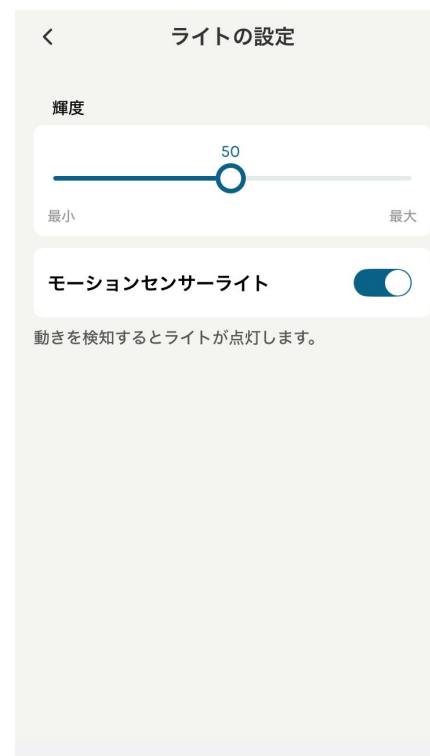 ライトの設定
輝度
50
最小
最大
モーションセンサーライト
動きを検知するとライトが点灯します。